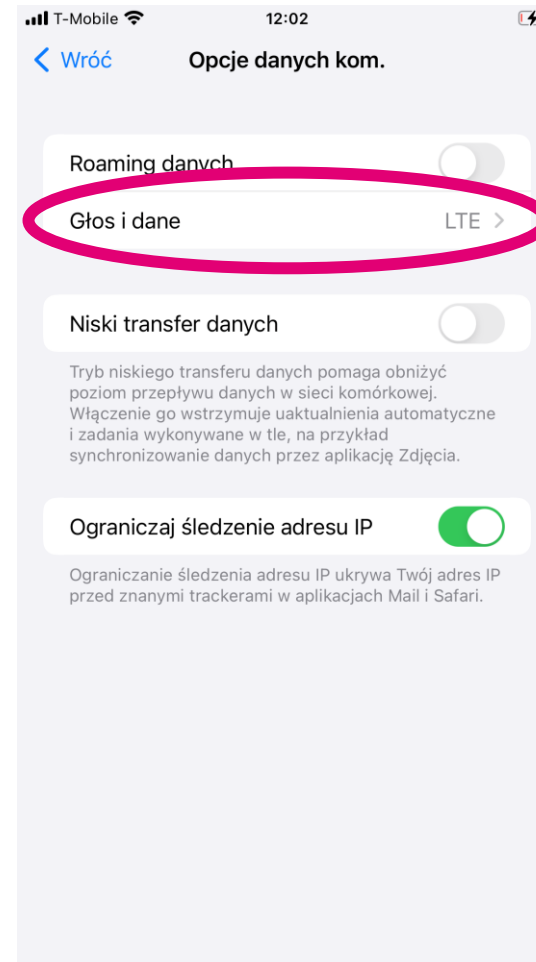 T-Mobile 12:02
Wróć Opcje danych kom.
Roaming danych
Głos i dane LTE
Niski transfer danych
Tryb niskiego transferu danych pomaga obniżyć
poziom przepływu danych w sieci komórkowej.
Włączenie go wstrzymuje uaktualnienia automatyczne
i zadania wykonywane w tle, na przykład
synchronizowanie danych przez aplikację Zdjęcia.
Ograniczaj śledzenie adresu IP
Ograniczanie śledzenia adresu IP ukrywa Twój adres IP
przed znanymi trackerami w aplikacjach Mail i Safari.